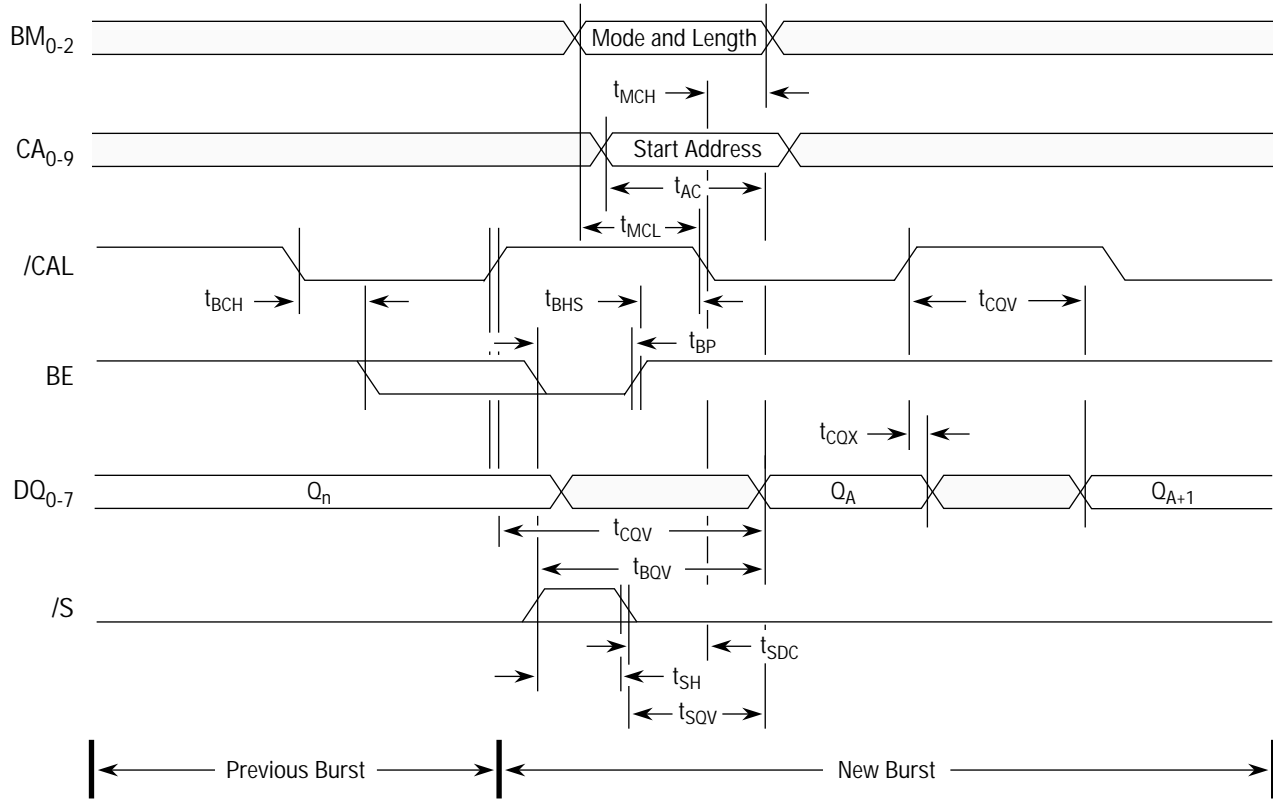 BM0-2
Mode and Length
tMCH
CA0-9
Start Address
tAC
tMCL
/CAL
tBCH
tBHS
tCQV
tBP
BE
tCQX
DQ0-7
Qn
QA
QA+1
tCQV
tBQV
/S
tSDC
tSH
tSQV
Previous Burst
New Burst